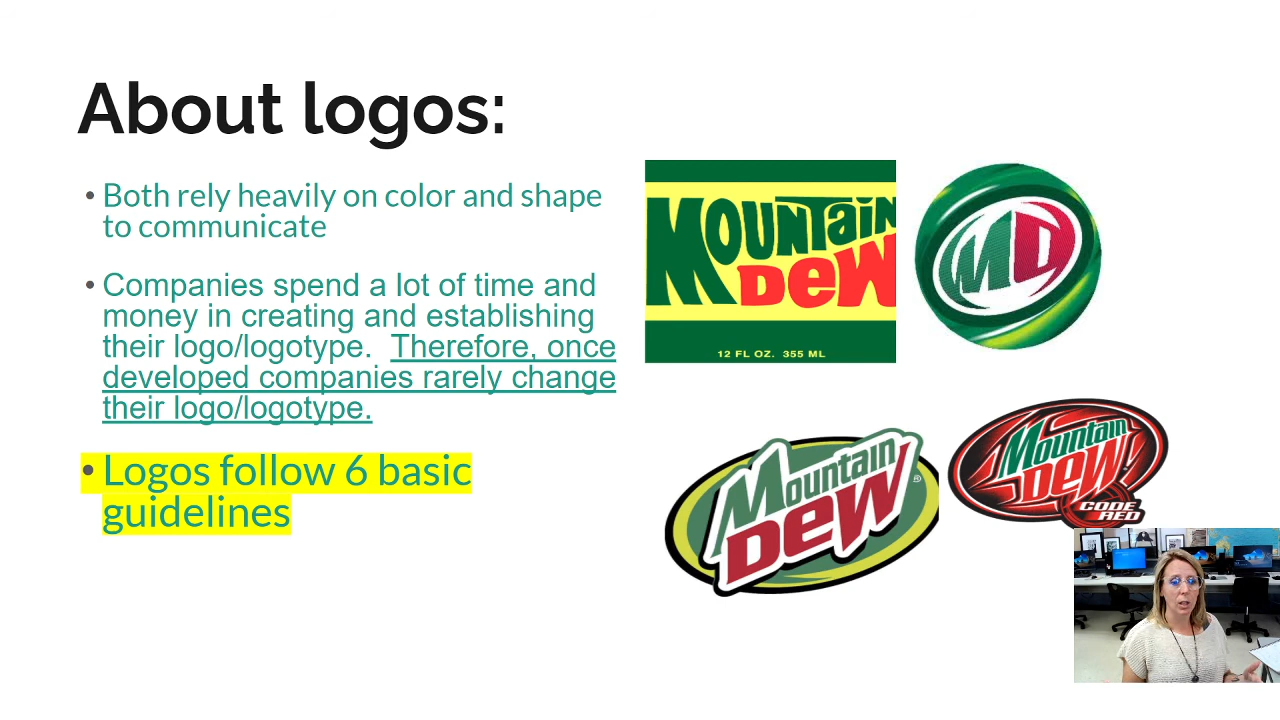 About logos:
• Both rely heavily on color and shape
to communicate
• Companies spend a lot of time and
money in creating and establishing
their logo/logotype. Therefore, once
developed companies rarely change
their logo/logotype.
• Logos follow 6 basic
guidelines
Mountain
Dew
12 FL OZ. 355 ML
MD
Mountain
Dew®
Mountain
Dew
CODE
RED